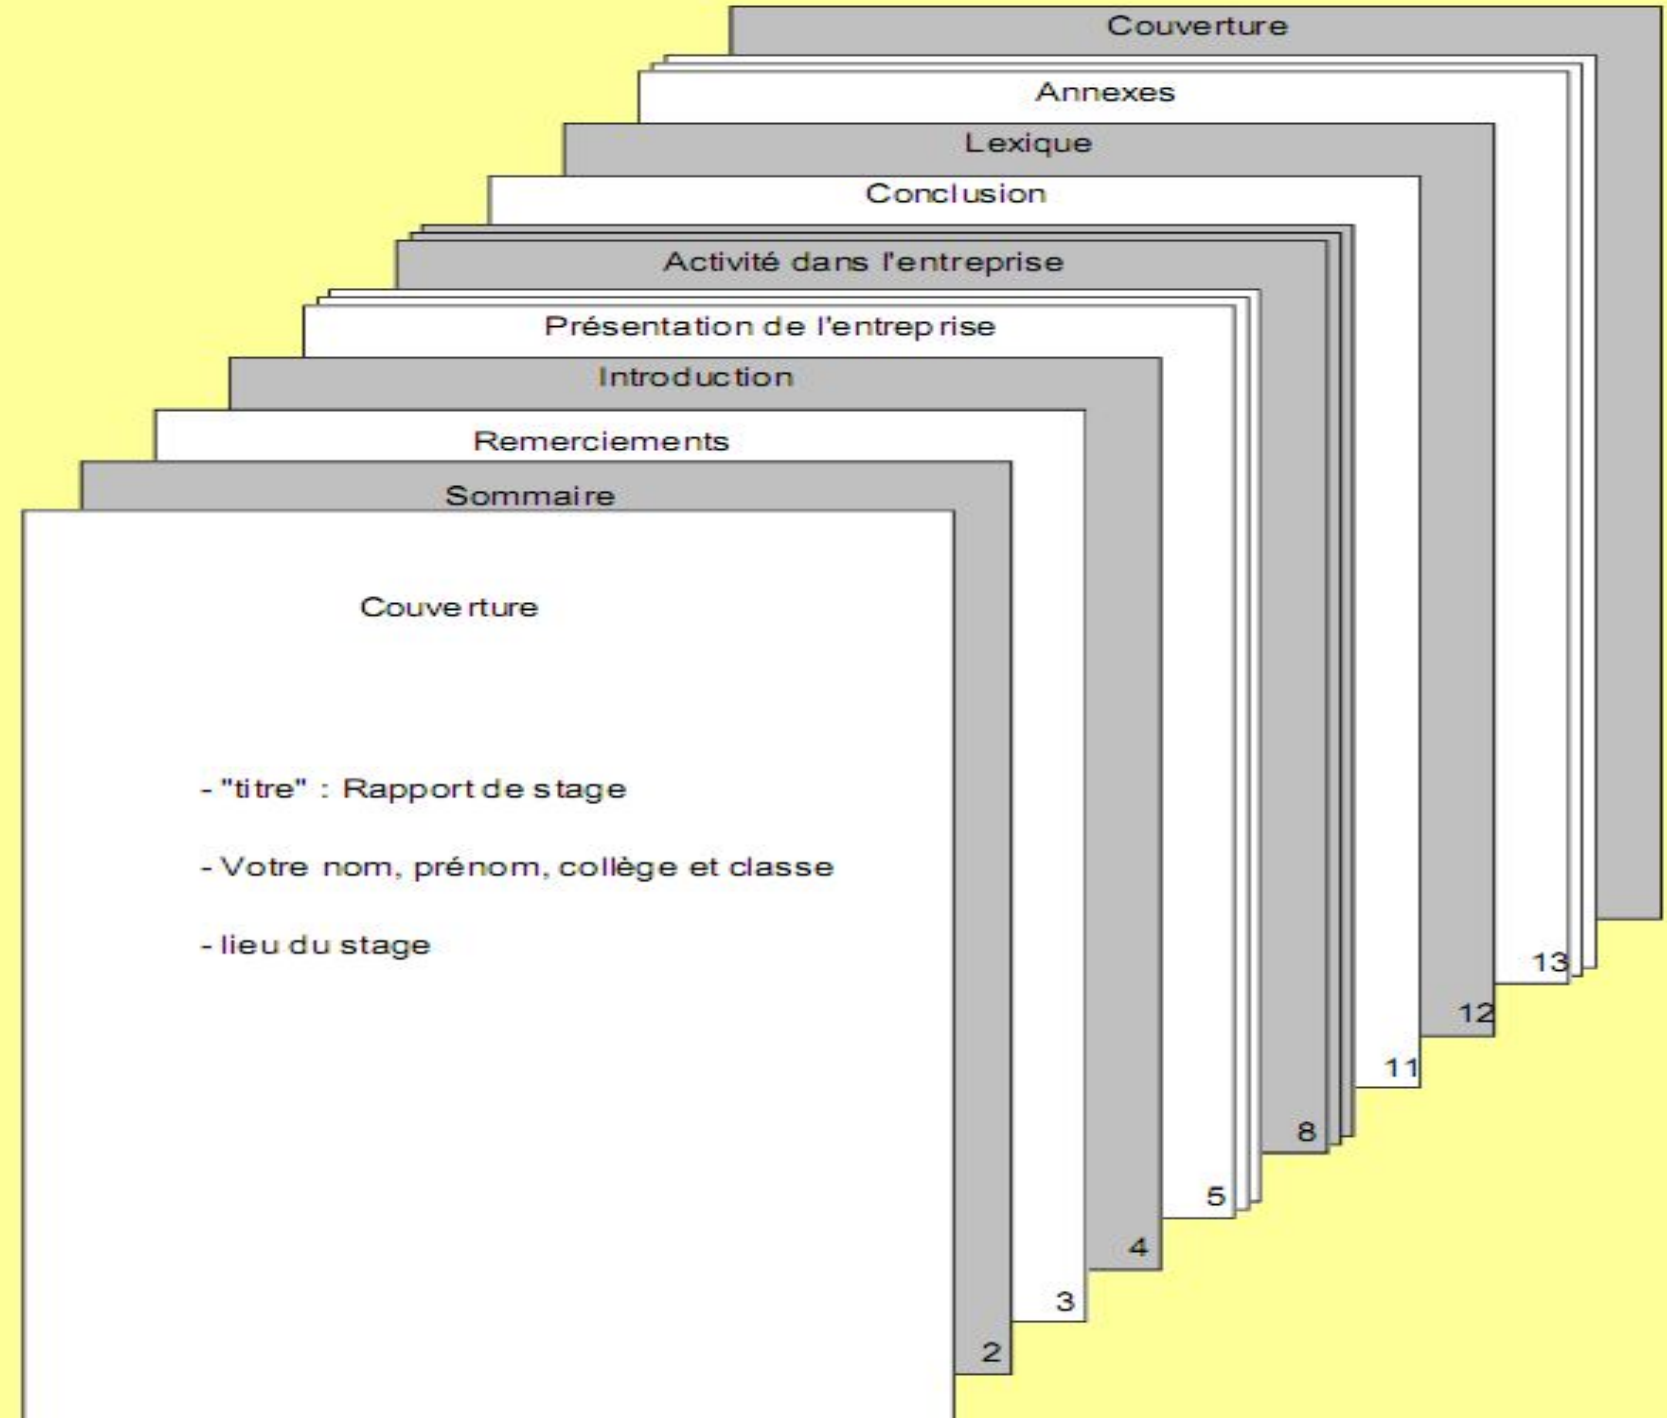 Couverture
Annexes
Lexique
Conclusion
Activité dans l'entreprise
Présentation de l'entreprise
Introduction
Remerciements
Sommaire
Couverture
- "titre" : Rapport de stage
- Votre nom, prénom, collège et classe
- lieu du stage
13
12
11
8
5
4
3
2